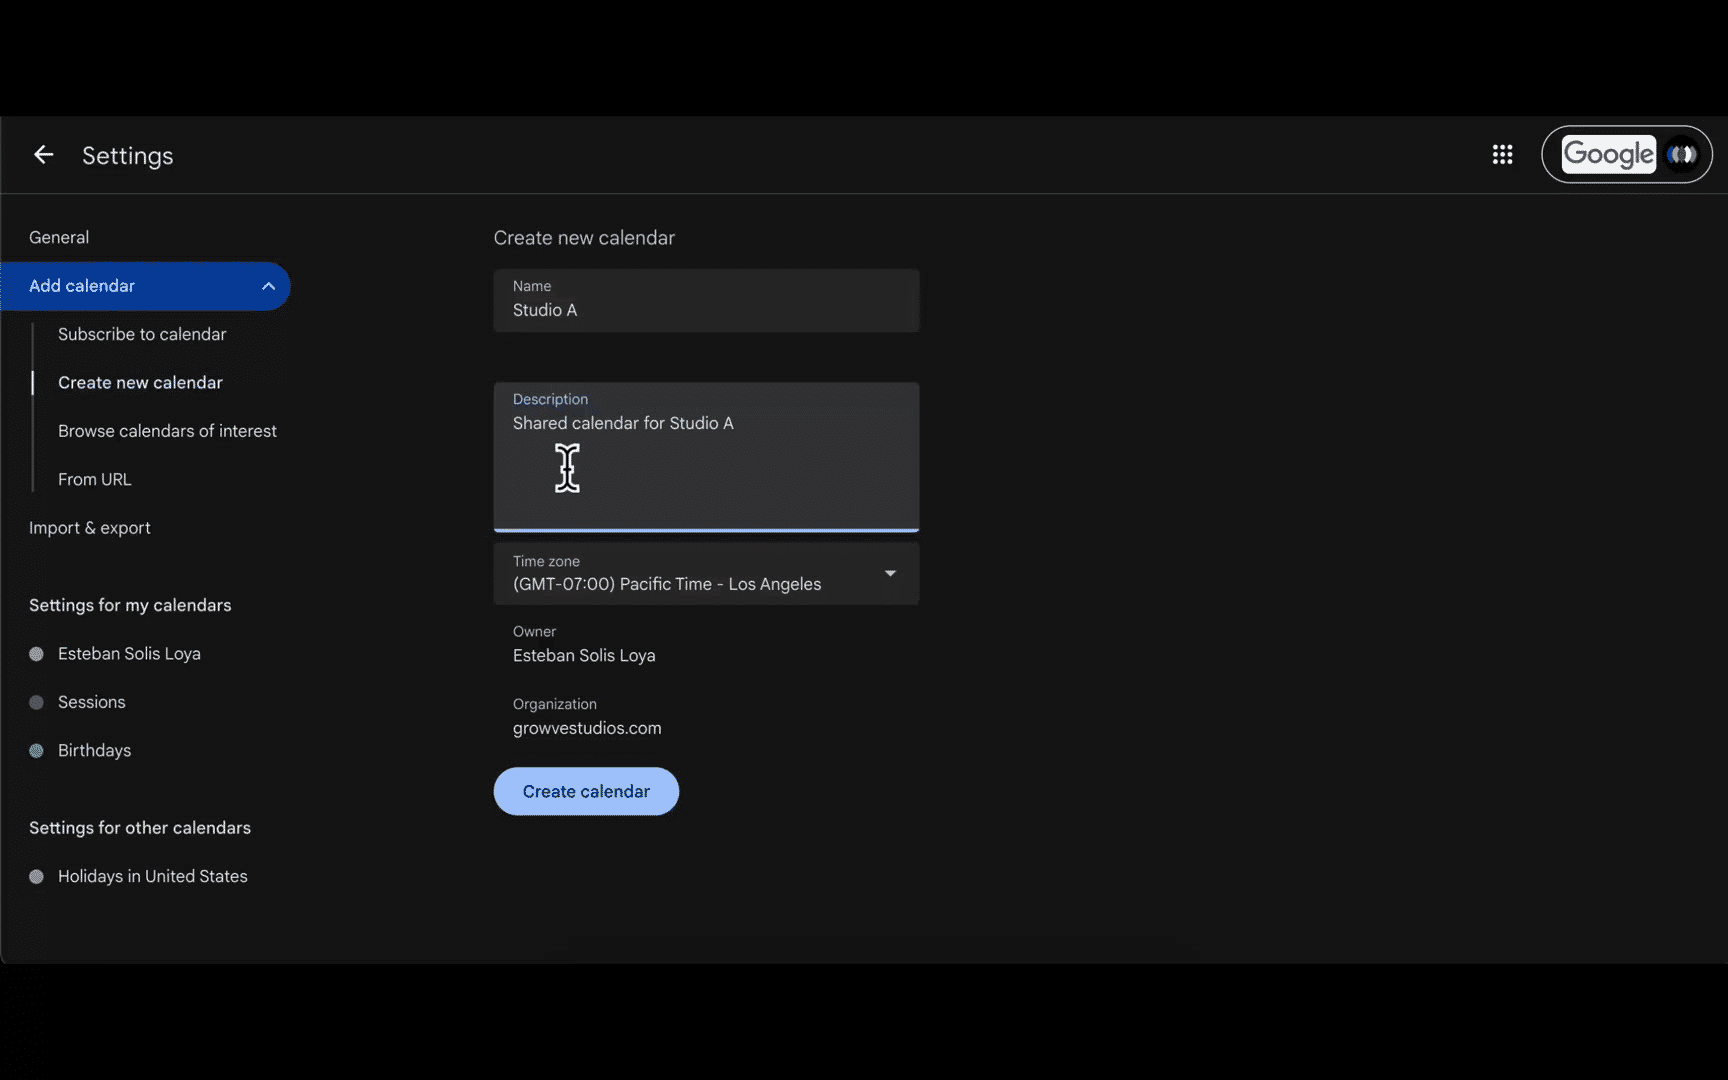 Settings
Google
General
Add calendar
Subscribe to calendar
Create new calendar
Browse calendars of interest
From URL
Import & export
Settings for my calendars
Esteban Solis Loya
Sessions
Birthdays
Settings for other calendars
Holidays in United States
Create new calendar
Name
Studio A
Description
Shared calendar for Studio A
Time zone
(GMT-07:00) Pacific Time - Los Angeles
Owner
Esteban Solis Loya
Organization
growvestudios.com
Create calendar